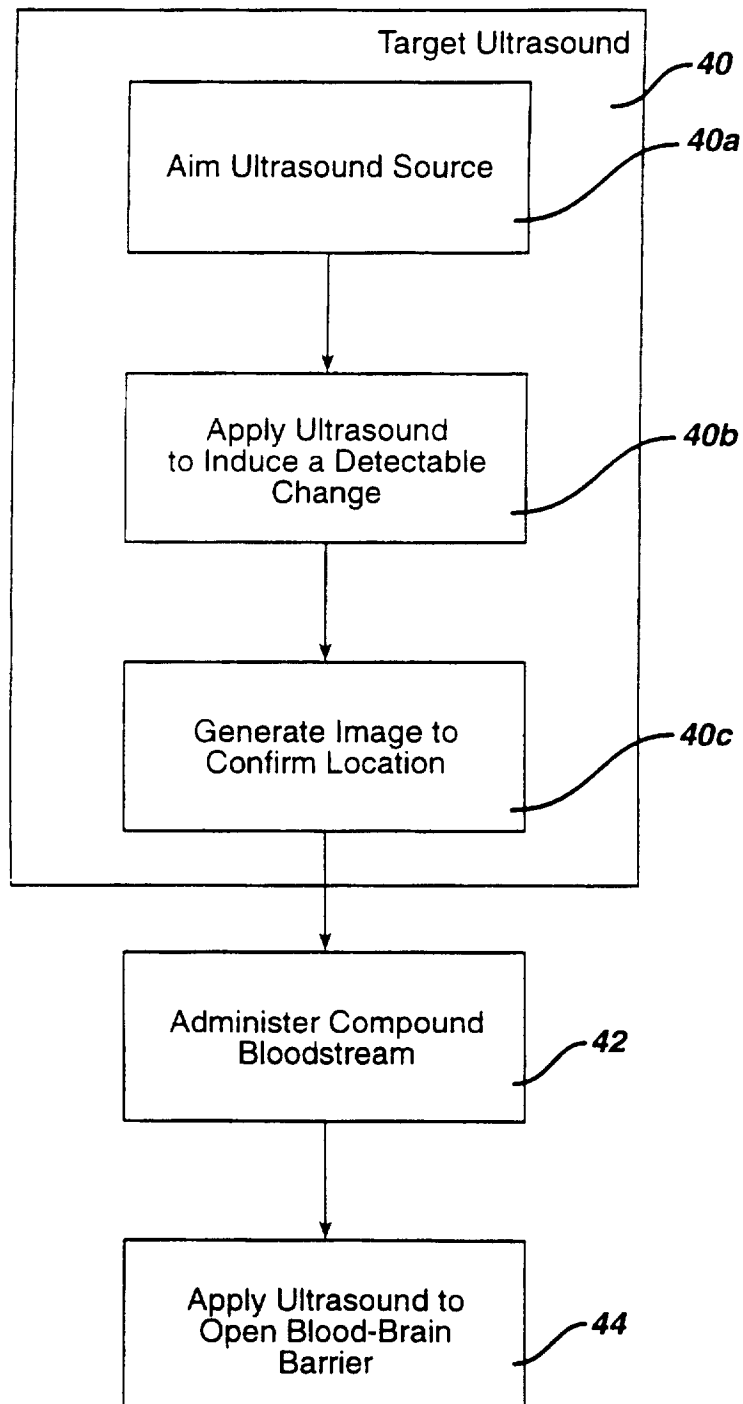 Target Ultrasound
40
Aim Ultrasound Source
40a
Apply Ultrasound
to Induce a Detectable
Change
40b
Generate Image to
Confirm Location
40c
Administer Compound
Bloodstream
42
Apply Ultrasound to
Open Blood-Brain
Barrier
44